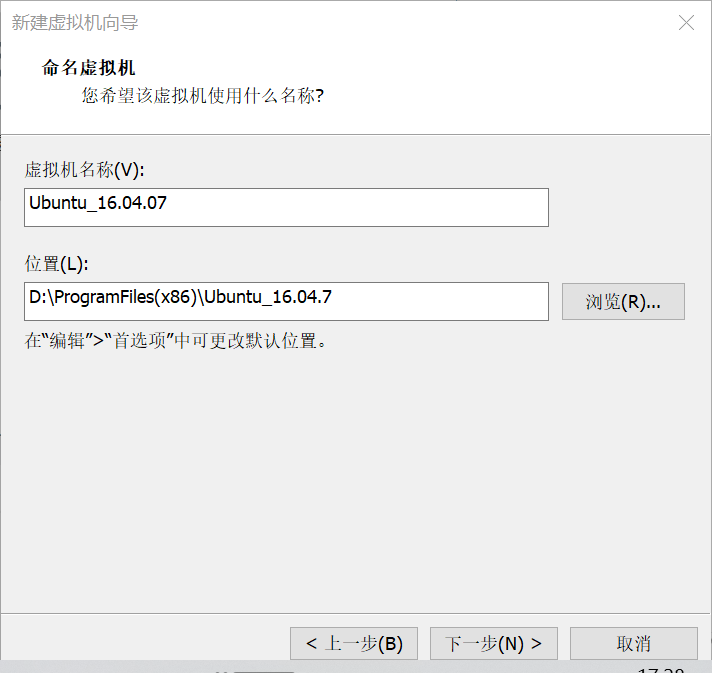 新建虚拟机向导
命名虚拟机
您希望该虚拟机使用什么名称?
虚拟机名称(V):
Ubuntu_16.04.07
位置(L):
D:\ProgramFiles(x86)\Ubuntu_16.04.7
浏览(R)...
在“编辑”>“首选项”中可更改默认位置。
< 上一步(B) 下一步(N) > 取消